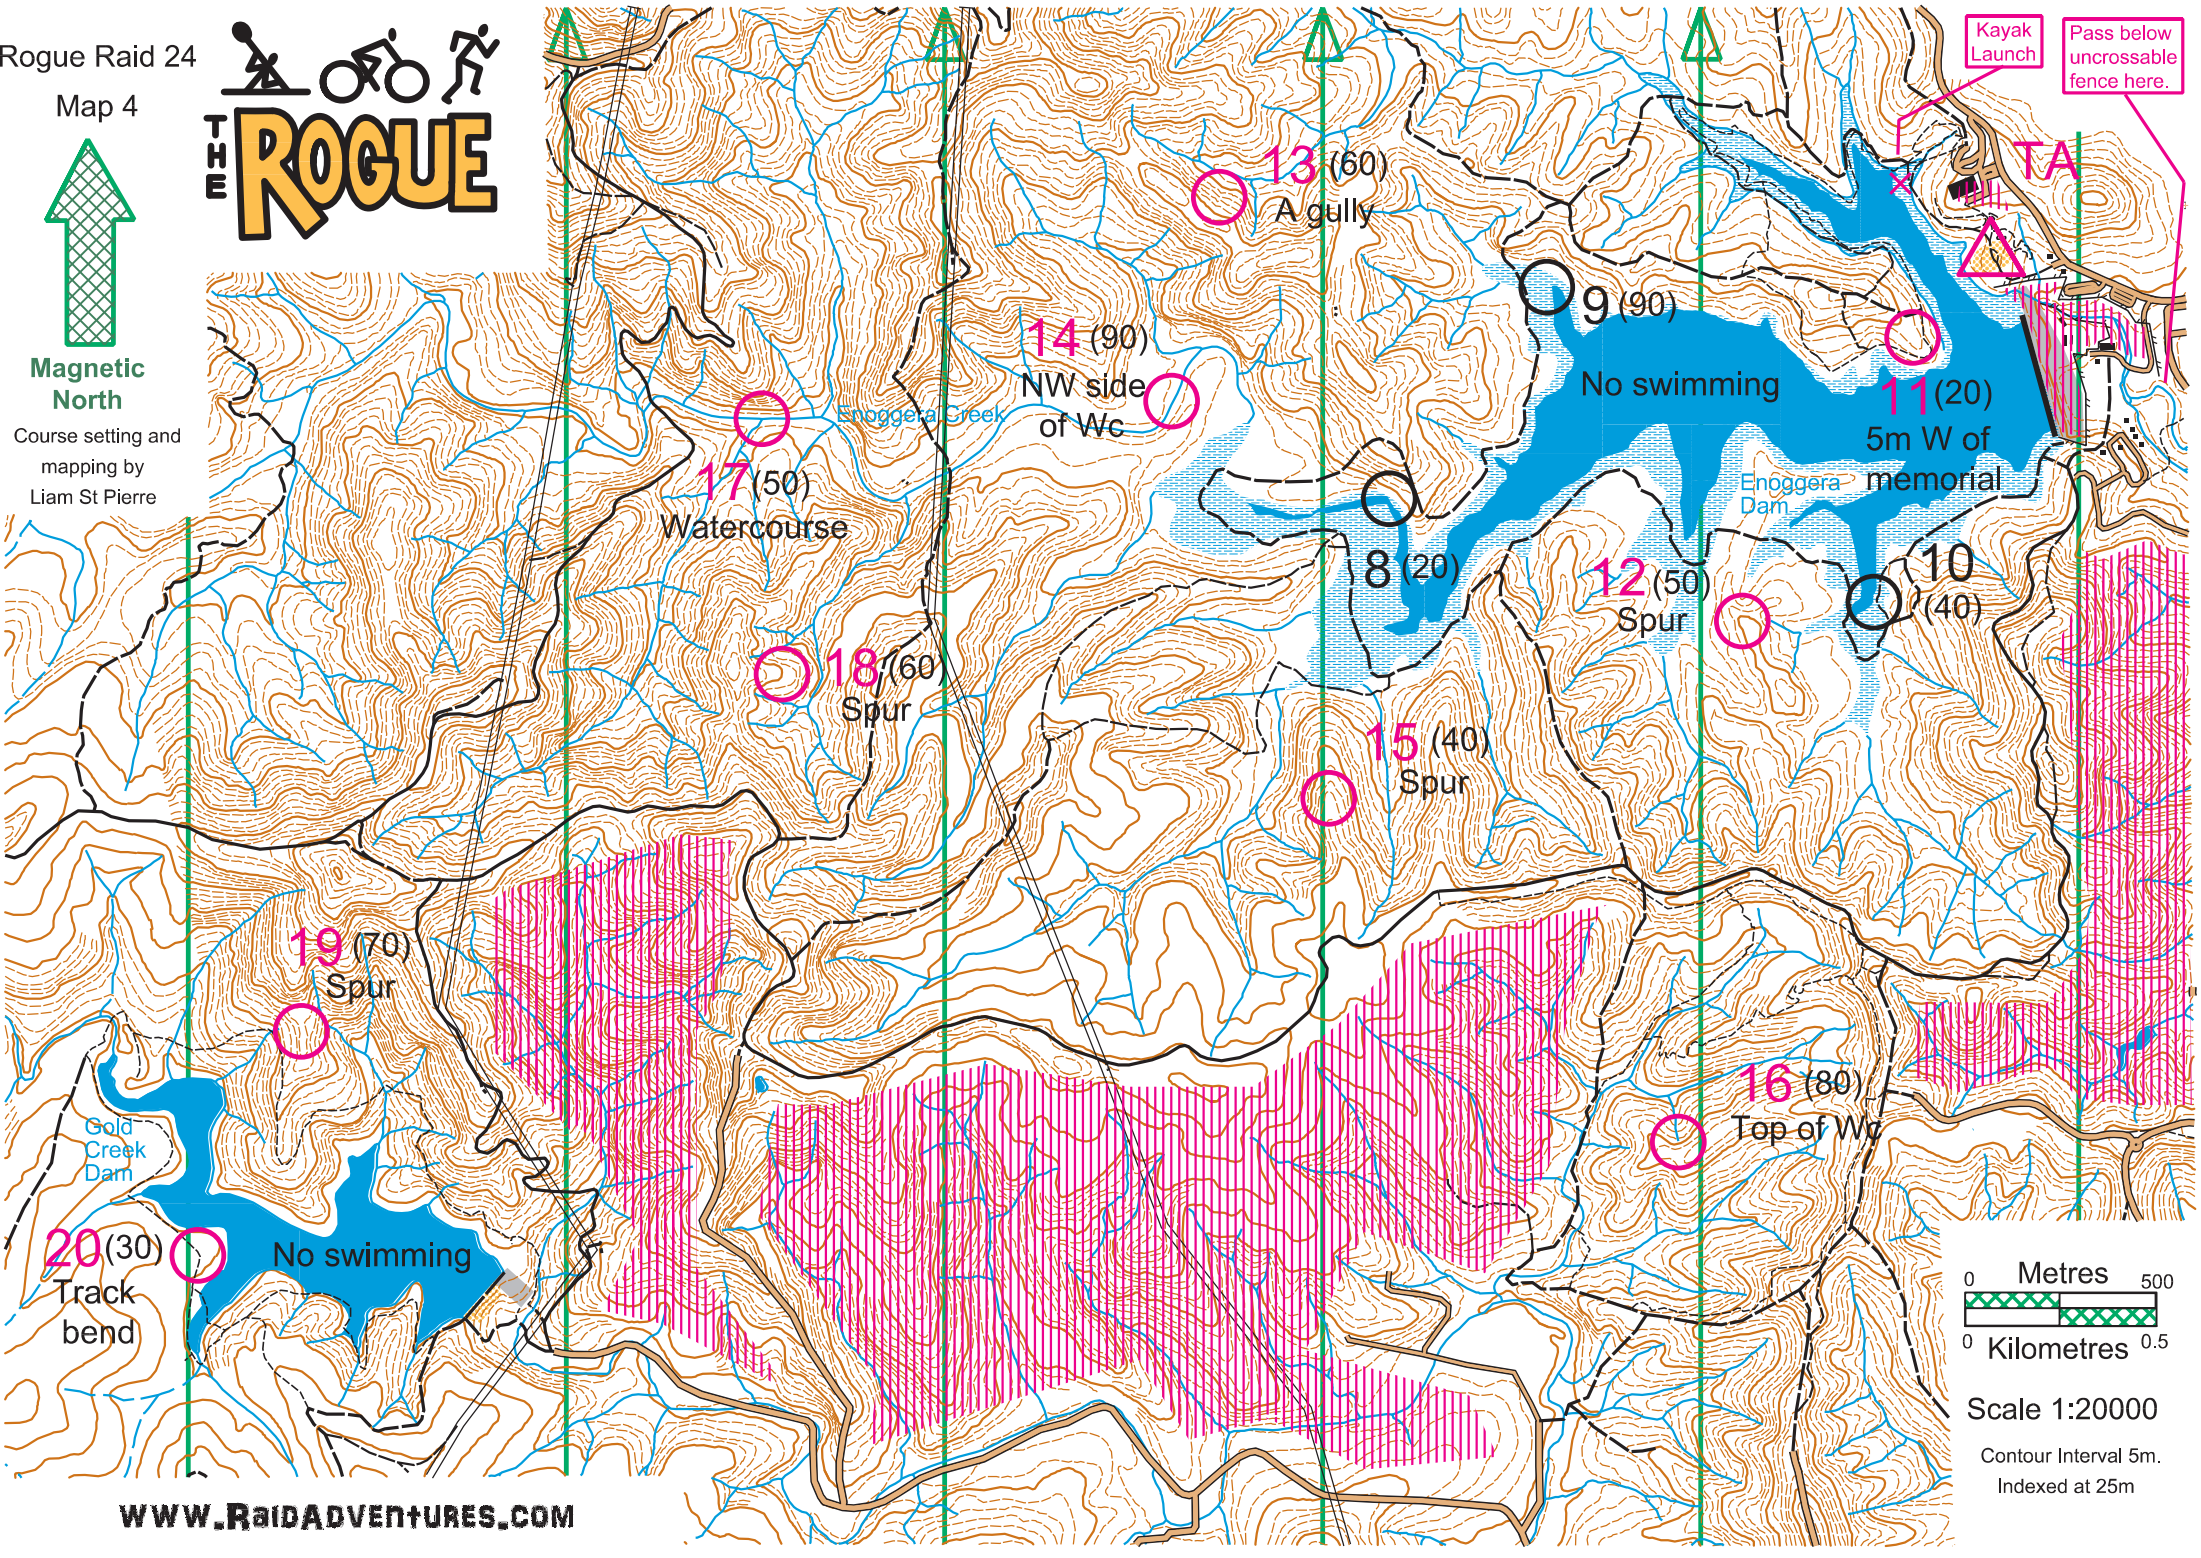 Rogue Raid 24
Map 4
THE
ROGUE
Magnetic
North
Course setting and
mapping by
Liam St Pierre
Kayak
Launch
Pass below
uncrossable
fence here.
TA
13 (60)
A gully
14 (90)
NW side
of Wc
9 (90)
No swimming
11 (20)
5m W of
memorial
Enoggera Creek
17 (50)
Watercourse
Enoggera
Dam
8 (20)
12 (50)
Spur
10
(40)
18 (60)
Spur
15 (40)
Spur
19 (70)
Spur
16 (80)
Top of Wc
Gold
Creek
Dam
20 (30)
Track
bend
No swimming
Metres
0 500
0 0.5
Kilometres
Scale 1:20000
Contour Interval 5m.
Indexed at 25m
WWW.RAIDADVENTURES.COM